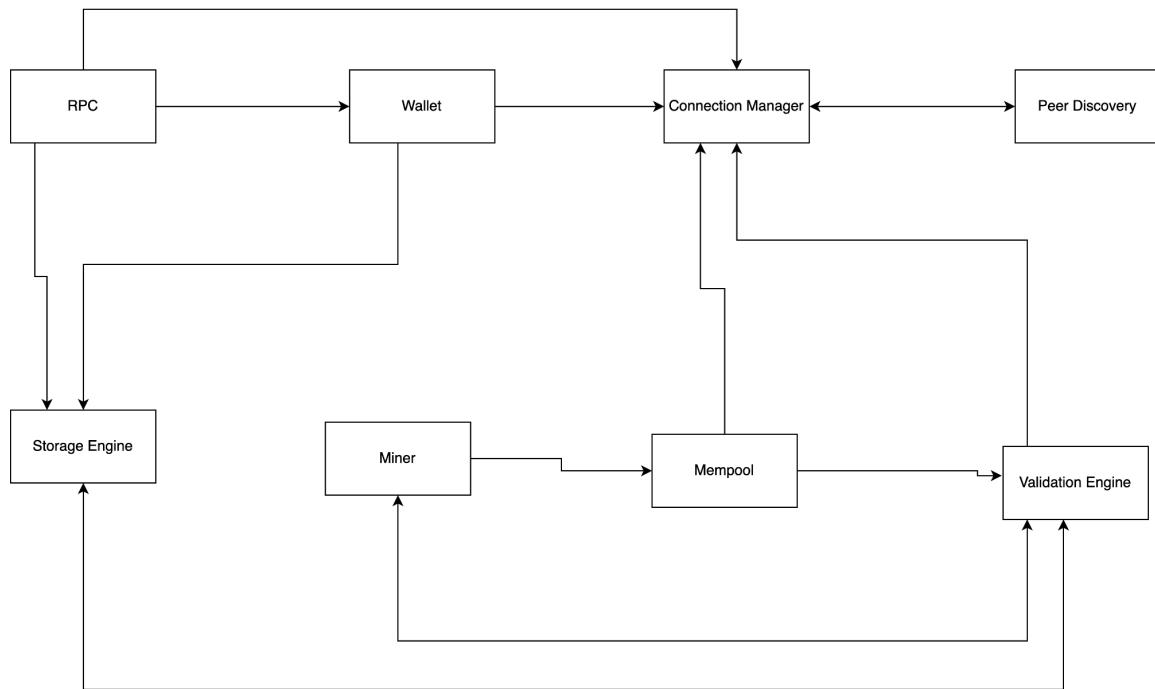 RPC
Wallet
Connection Manager
Peer Discovery
Storage Engine
Miner
Mempool
Validation Engine